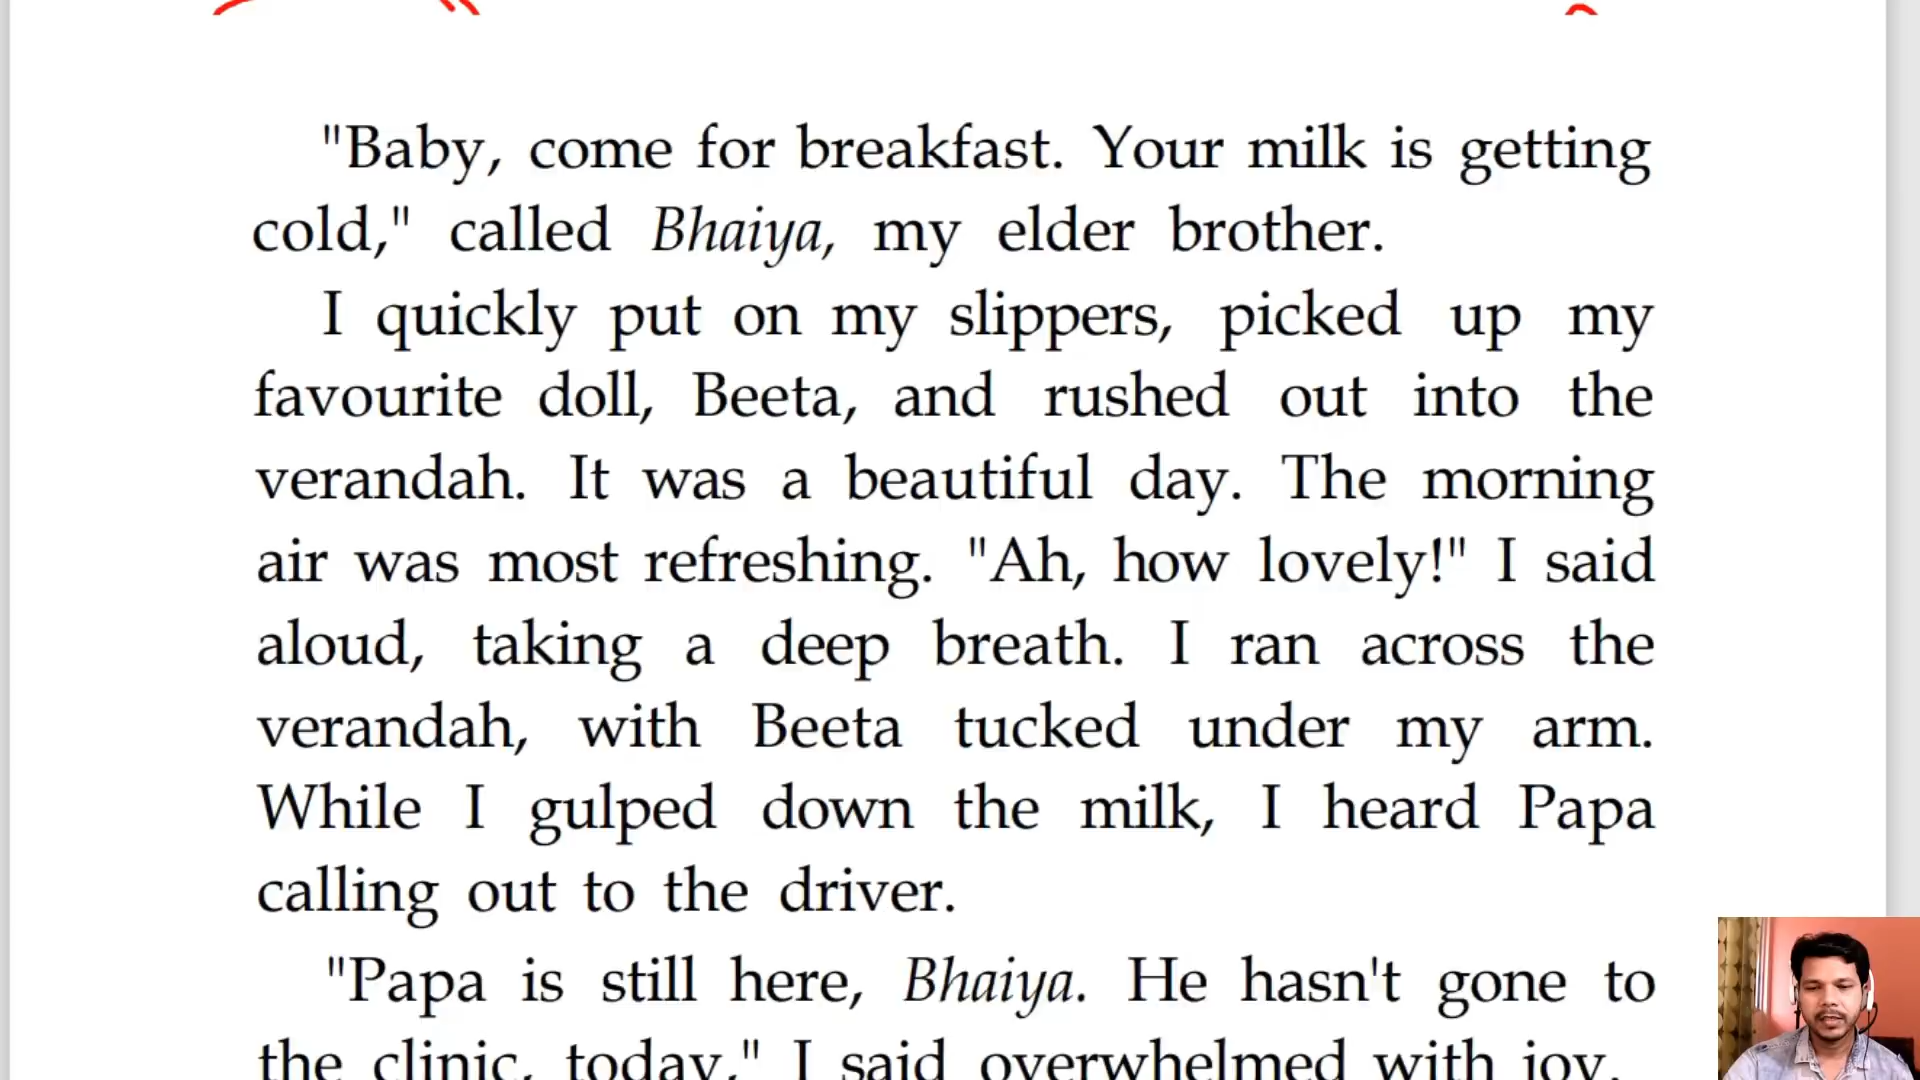 "Baby, come for breakfast. Your milk is getting
cold," called Bhaiya, my elder brother.
I quickly put on my slippers, picked up my
favourite doll, Beeta, and rushed out into the
verandah. It was a beautiful day. The morning
air was most refreshing. "Ah, how lovely!" I said
aloud, taking a deep breath. I ran across the
verandah, with Beeta tucked under my arm.
While I gulped down the milk, I heard Papa
calling out to the driver.
"Papa is still here, Bhaiya. He hasn't gone to
the clinic, today," I said overwhelmed with joy.